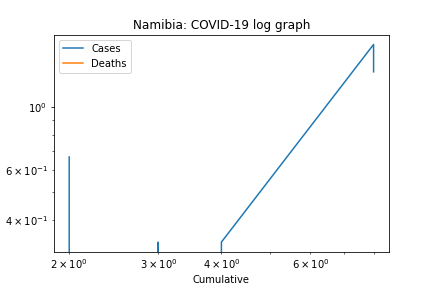 Namibia: COVID-19 log graph
Cases
Deaths
10⁰
6 × 10⁻¹
4 × 10⁻¹
2 × 10⁰ 3 × 10⁰ 4 × 10⁰ 6 × 10⁰
Cumulative